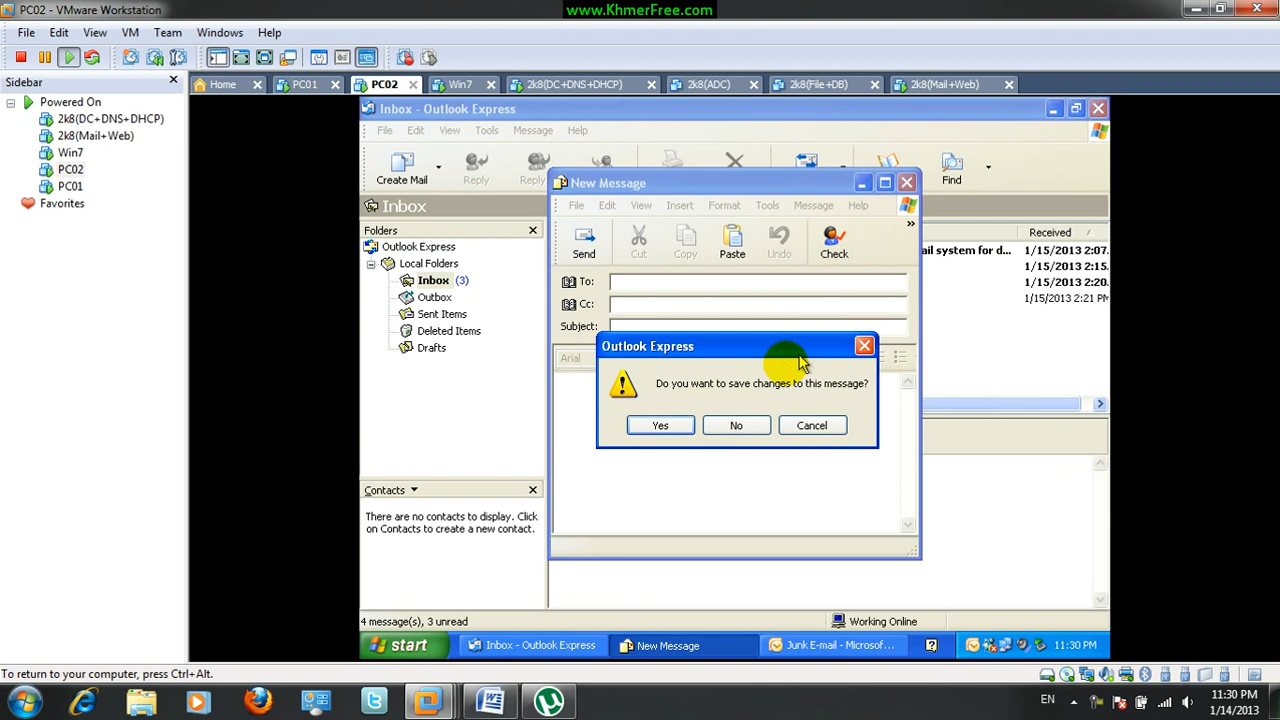 PC02 - VMware Workstation
www.KhmerFree.com
File Edit View VM Team Windows Help
Sidebar
Powered On
2k8(DC+DNS+DHCP)
2k8(Mail+Web)
Win7
PC02
PC01
Favorites
Home PC01 PC02 Win7 2k8(DC+DNS+DHCP) 2k8(ADC) 2k8(File+DB) 2k8(Mail+Web)
Inbox - Outlook Express
File Edit View Tools Message Help
Create Mail Reply Reply Find
Inbox
Folders
Outlook Express
Local Folders
Inbox (3)
Outbox
Sent Items
Deleted Items
Drafts
Contacts
There are no contacts to display. Click
on Contacts to create a new contact.
Received
ail system for d... 1/15/2013 2:07.
1/15/2013 2:15.
1/15/2013 2:20.
1/15/2013 2:21 PM
New Message
File Edit View Insert Format Tools Message Help
Send Cut Copy Paste Undo Check
To:
Cc:
Subject:
Arial
Outlook Express
Do you want to save changes to this message?
Yes No Cancel
4 message(s), 3 unread Working Online
start Inbox - Outlook Express New Message Junk E-mail - Microsof... 11:30 PM
To return to your computer, press Ctrl+Alt.
EN 11:30 PM
1/14/2013